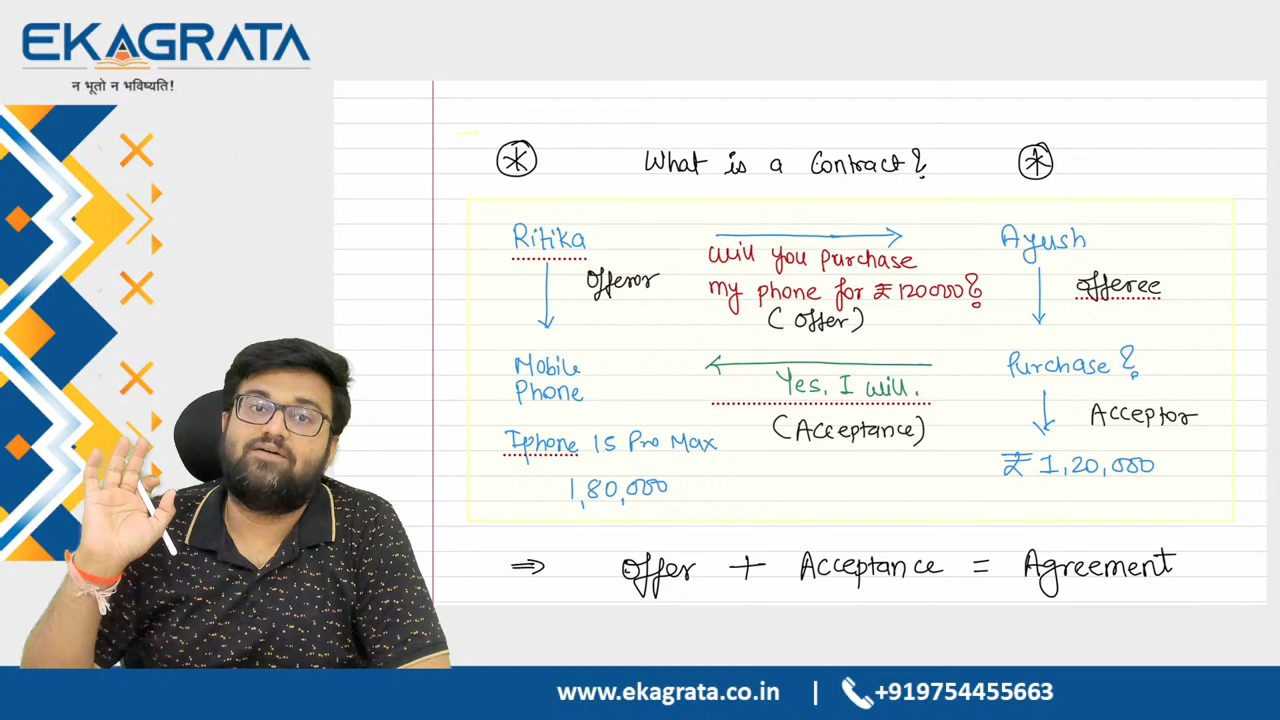 EKAGRATA
न भूतो न भविष्यति!
What is a Contract?
Ritika
Will you purchase
my phone for ₹ 120000?
(Offer)
Ayush
Offeror
Offeree
Mobile
Phone
Yes, I will.
(Acceptance)
Purchase?
Acceptor
Iphone 15 Pro Max
1,80,000
₹ 1,20,000
⇒ Offer + Acceptance = Agreement
www.ekagrata.co.in | +919754455663